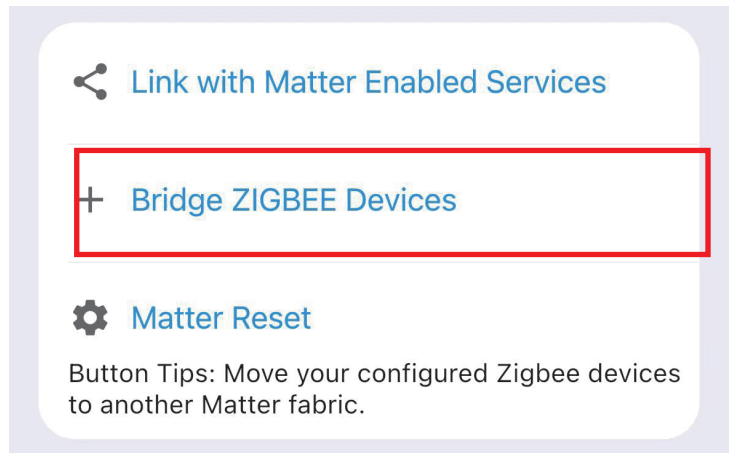 Link with Matter Enabled Services
Bridge ZIGBEE Devices
Matter Reset
Button Tips: Move your configured Zigbee devices
to another Matter fabric.